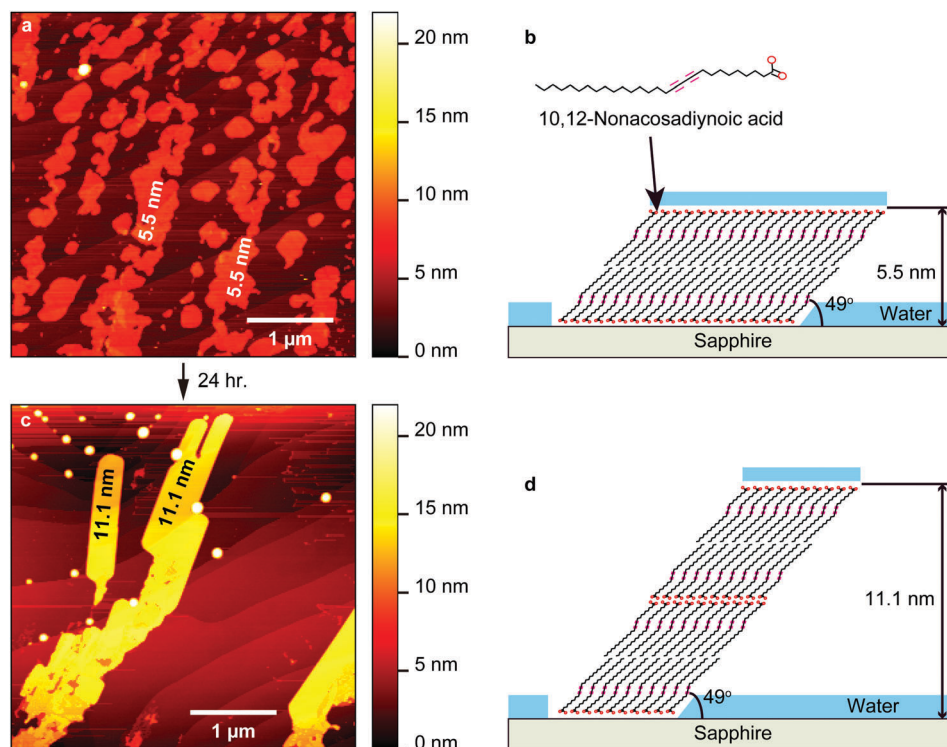 a
5.5 nm
5.5 nm
1 µm
20 nm
15 nm
10 nm
5 nm
0 nm
b
10,12-Nonacosadiynoic acid
5.5 nm
49o
Water
Sapphire
24 hr.
c
11.1 nm
11.1 nm
1 µm
20 nm
15 nm
10 nm
5 nm
0 nm
d
11.1 nm
49o
Water
Sapphire